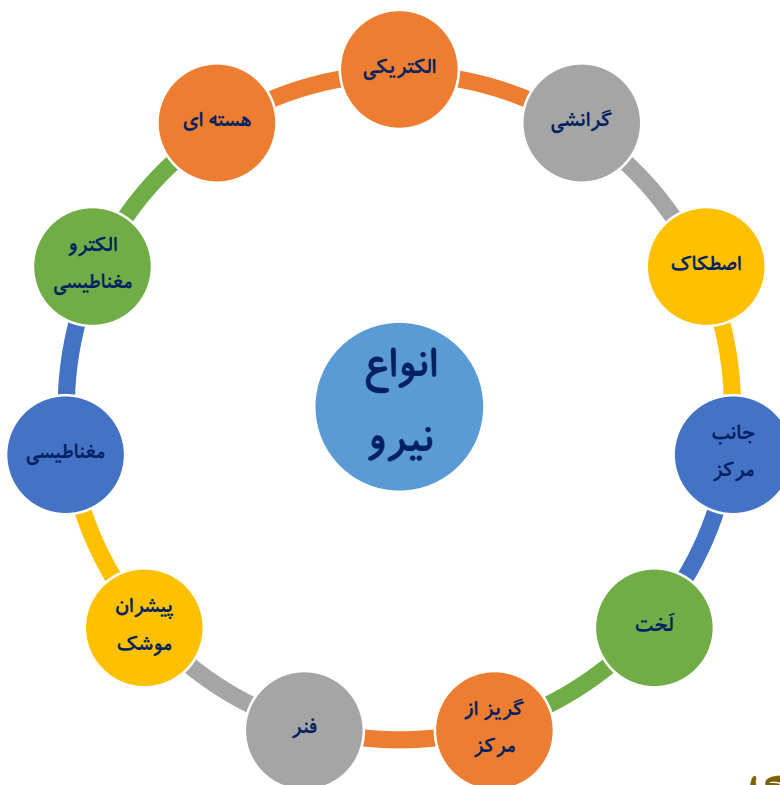 الکتریکی
گرانشی
اصطکاک
جانب
مرکز
لَخت
گریز از
مرکز
فنر
پیشران
موشک
مغناطیسی
الکترو
مغناطیسی
هسته ای
انواع
نیرو